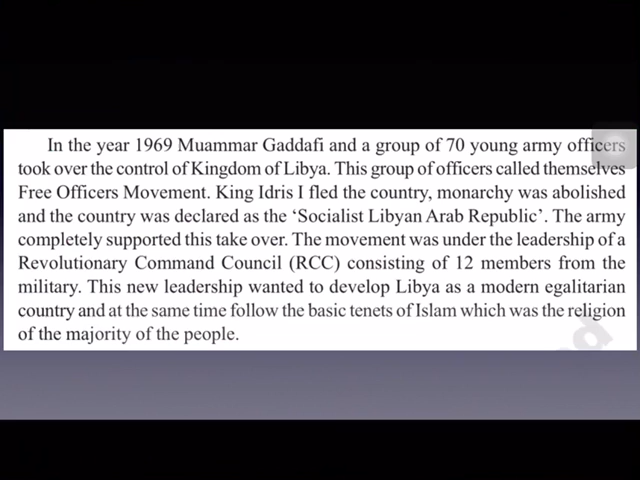 In the year 1969 Muammar Gaddafi and a group of 70 young army officers
took over the control of Kingdom of Libya. This group of officers called themselves
Free Officers Movement. King Idris I fled the country, monarchy was abolished
and the country was declared as the ‘Socialist Libyan Arab Republic’. The army
completely supported this take over. The movement was under the leadership of a
Revolutionary Command Council (RCC) consisting of 12 members from the
military. This new leadership wanted to develop Libya as a modern egalitarian
country and at the same time follow the basic tenets of Islam which was the religion
of the majority of the people.